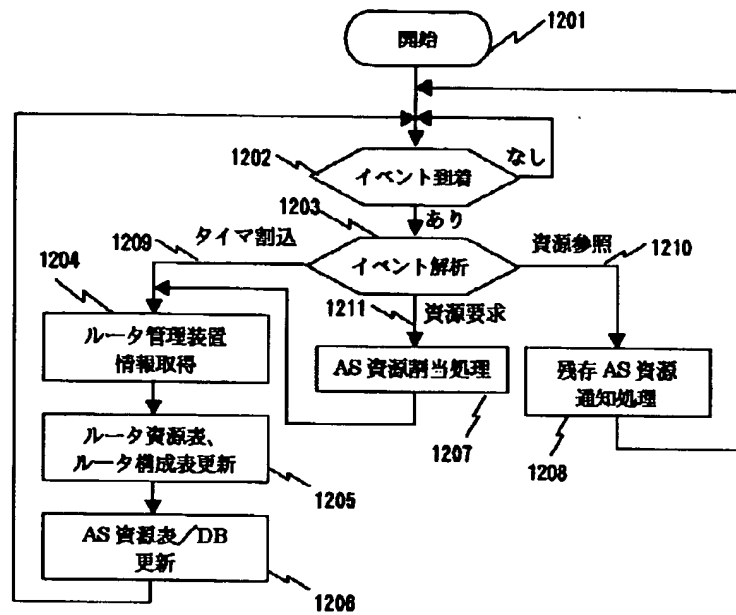 開始
1201
1202
イベント到着
なし
あり
1203
イベント解析
1209
タイマ割込
資源参照
1210
1204
1211
資源要求
ルータ管理装置
情報取得
AS 資源割当処理
1207
残存 AS 資源
通知処理
1208
ルータ資源表、
ルータ構成表更新
1205
AS 資源表／DB
更新
1206